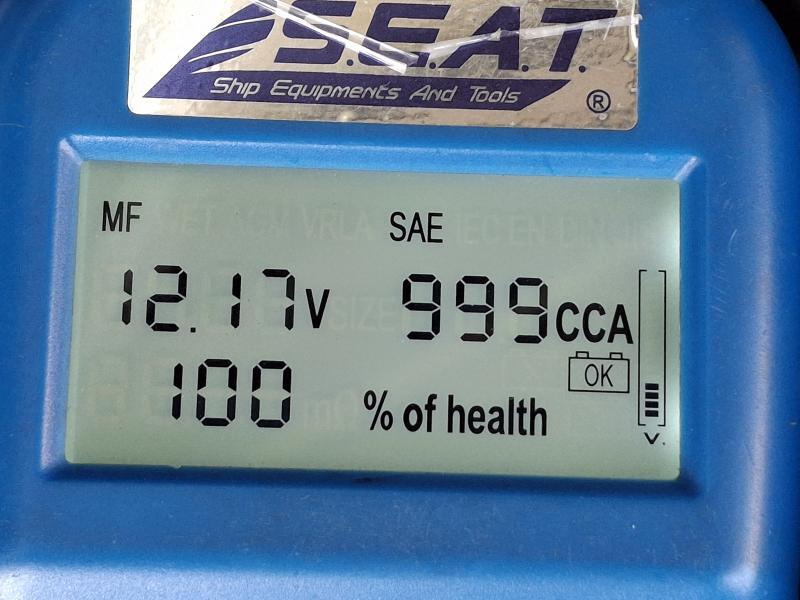 S.E.A.T.
Ship Equipments And Tools
®
MF SAE
12.17V 999CCA
OK
100 % of health
V.